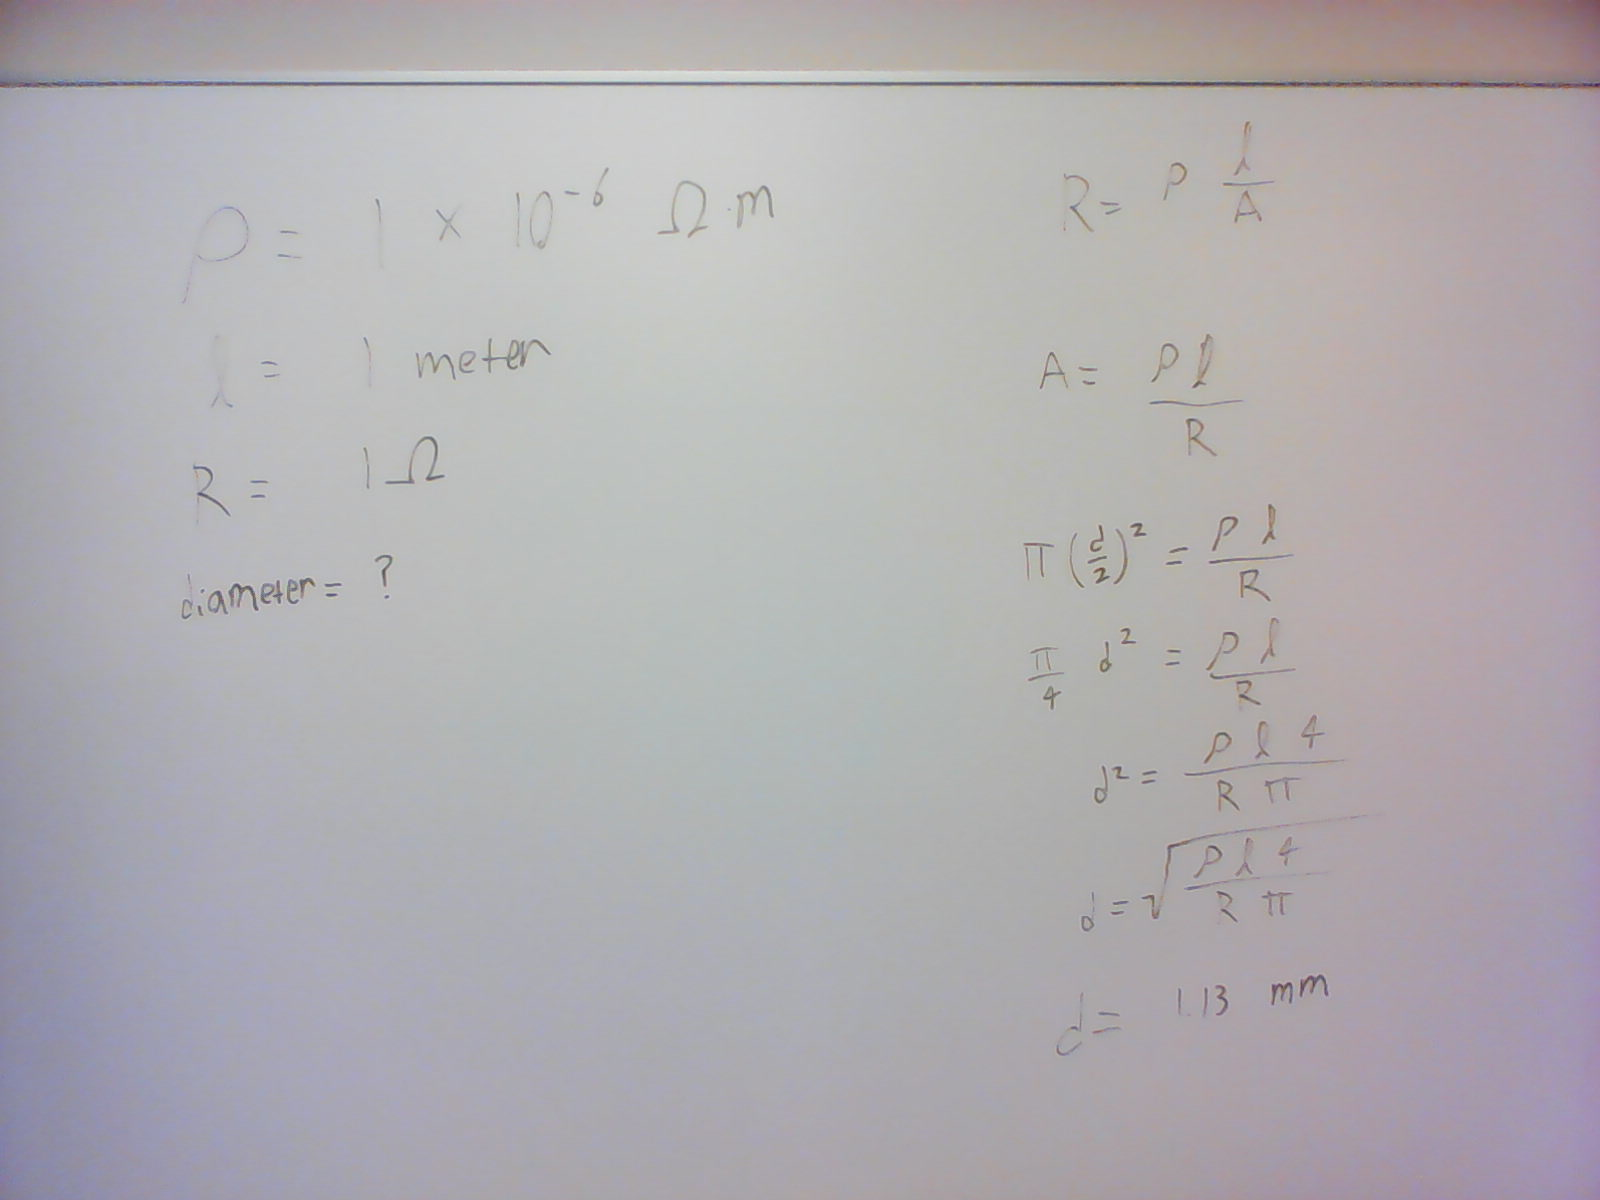 ρ = 1 × 10⁻⁶ Ω·m
l = 1 meter
R = 1Ω
diameter = ?
R = ρ l/A
A = ρl/R
π(d/2)² = ρl/R
π/4 d² = ρl/R
d² = ρl4/Rπ
d = √(ρl4/Rπ)
d = 1.13 mm